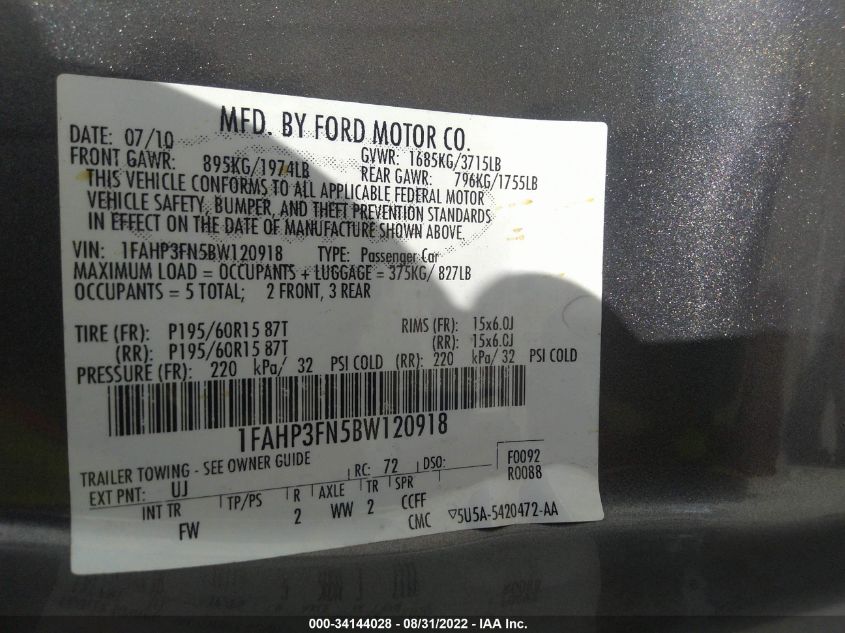 MFD. BY FORD MOTOR CO.
DATE: 07/10 GVWR: 1685KG/3715LB
FRONT GAWR: 895KG/1974LB REAR GAWR: 796KG/1755LB
THIS VEHICLE CONFORMS TO ALL APPLICABLE FEDERAL MOTOR
VEHICLE SAFETY, BUMPER, AND THEFT PREVENTION STANDARDS
IN EFFECT ON THE DATE OF MANUFACTURE SHOWN ABOVE.
VIN: 1FAHP3FN5BW120918 TYPE: Passenger Car
MAXIMUM LOAD = OCCUPANTS + LUGGAGE = 375KG/ 827LB
OCCUPANTS = 5 TOTAL; 2 FRONT, 3 REAR
TIRE (FR): P195/60R15 87T RIMS (FR): 15x6.0J
(RR): P195/60R15 87T (RR): 15x6.0J
PRESSURE (FR): 220 kPa/ 32 PSI COLD (RR): 220 kPa/ 32 PSI COLD
1FAHP3FN5BW120918
TRAILER TOWING - SEE OWNER GUIDE RC: 72 DSO: F0092
R0088
EXT PNT: UJ
INT TR TP/PS R AXLE TR SPR
FW 2 WW 2 CCFF
CMC ▽5U5A-5420472-AA
000-34144028 - 08/31/2022 - IAA Inc.